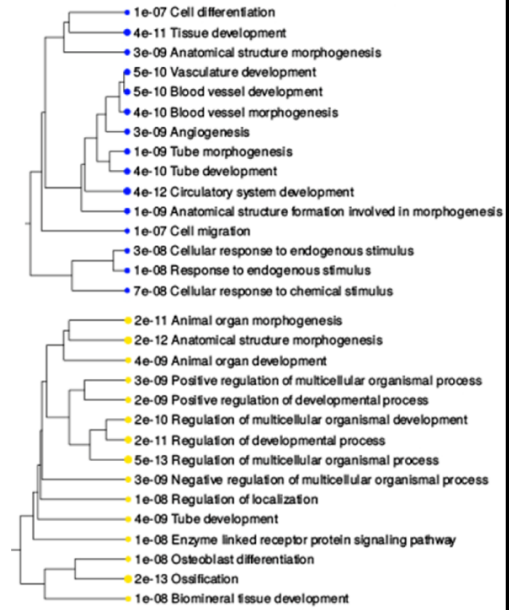 1e-07 Cell differentiation
4e-11 Tissue development
3e-09 Anatomical structure morphogenesis
5e-10 Vasculature development
5e-10 Blood vessel development
4e-10 Blood vessel morphogenesis
3e-09 Angiogenesis
1e-09 Tube morphogenesis
4e-10 Tube development
4e-12 Circulatory system development
1e-09 Anatomical structure formation involved in morphogenesis
1e-07 Cell migration
3e-08 Cellular response to endogenous stimulus
1e-08 Response to endogenous stimulus
7e-08 Cellular response to chemical stimulus
2e-11 Animal organ morphogenesis
2e-12 Anatomical structure morphogenesis
4e-09 Animal organ development
3e-09 Positive regulation of multicellular organismal process
2e-09 Positive regulation of developmental process
2e-10 Regulation of multicellular organismal development
2e-11 Regulation of developmental process
5e-13 Regulation of multicellular organismal process
3e-09 Negative regulation of multicellular organismal process
1e-08 Regulation of localization
4e-09 Tube development
1e-08 Enzyme linked receptor protein signaling pathway
1e-08 Osteoblast differentiation
2e-13 Ossification
1e-08 Biomineral tissue development